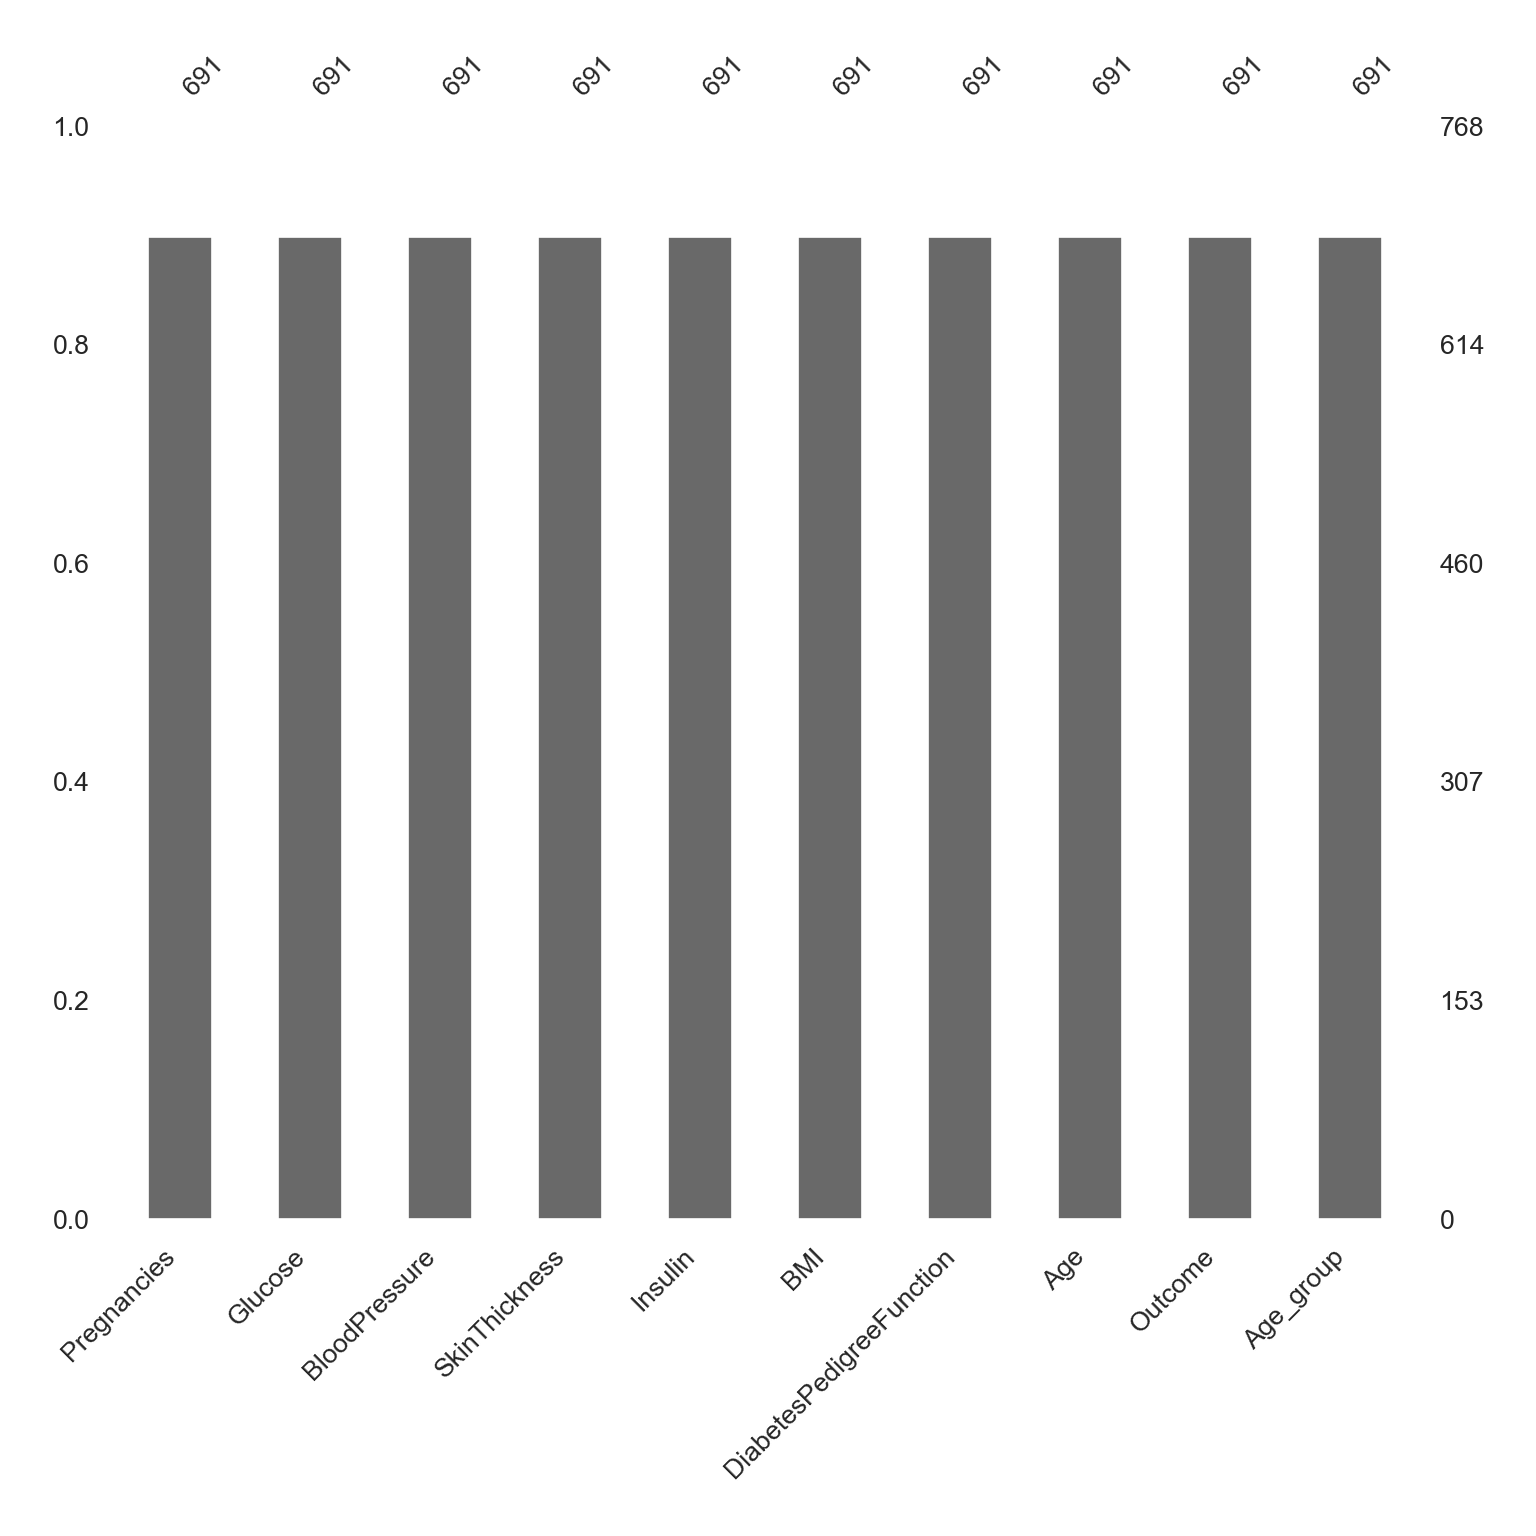 691 691 691 691 691 691 691 691 691 691
1.0 768
0.8 614
0.6 460
0.4 307
0.2 153
0.0 0
Pregnancies
Glucose
BloodPressure
SkinThickness
Insulin
BMI
DiabetesPedigreeFunction
Age
Outcome
Age_group